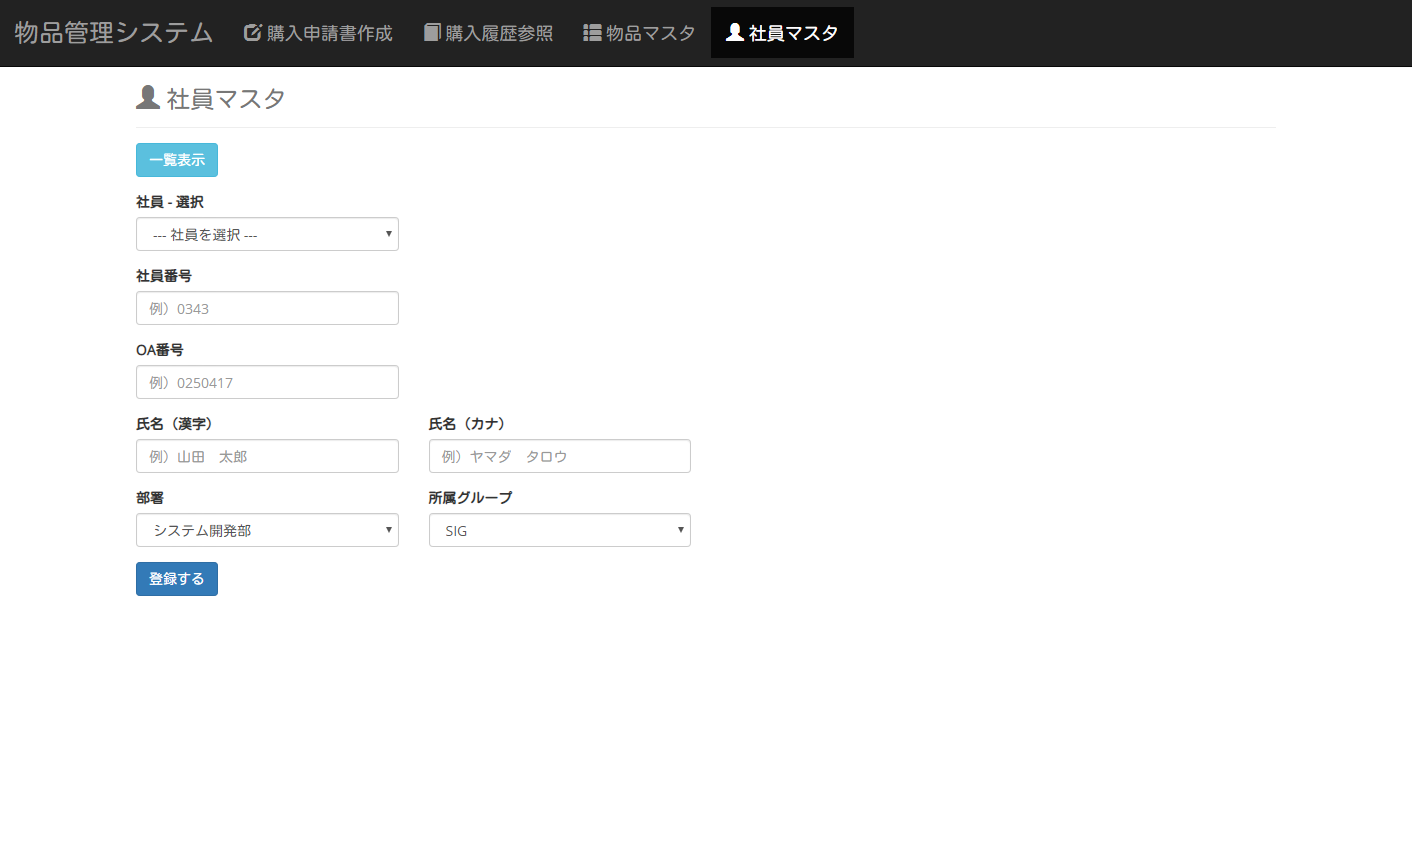 物品管理システム 購入申請書作成 購入履歴参照 物品マスタ 社員マスタ
社員マスタ
一覧表示
社員 - 選択
--- 社員を選択 ---
社員番号
例）0343
OA番号
例）0250417
氏名（漢字） 氏名（カナ）
例）山田　太郎 例）ヤマダ　タロウ
部署 所属グループ
システム開発部 SIG
登録する